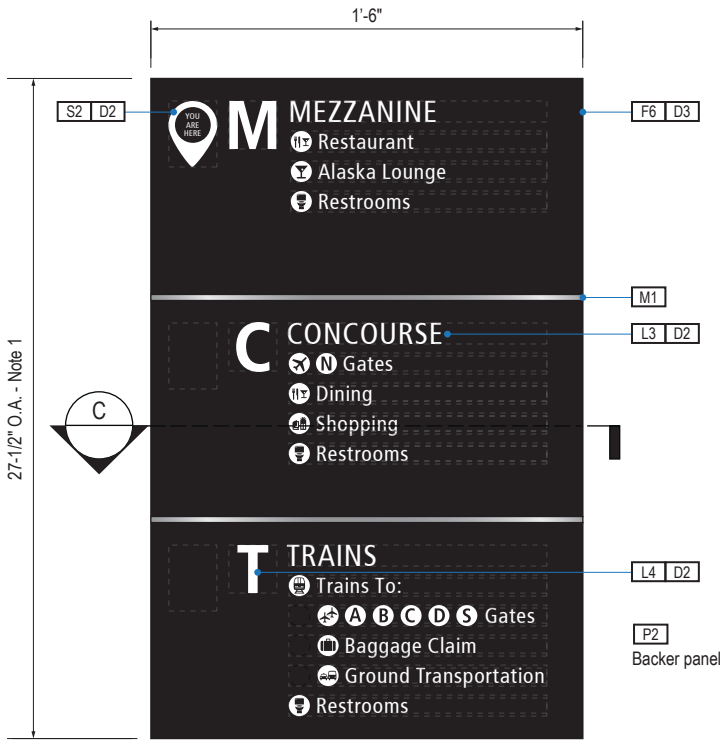 1'-6"
S2 D2
YOU
ARE
HERE
M MEZZANINE
Restaurant
Alaska Lounge
Restrooms
F6 D3
M1
C CONCOURSE
L3 D2
N Gates
Dining
Shopping
Restrooms
C
27-1/2" O.A. - Note 1
T TRAINS
Trains To:
L4 D2
A B C D S Gates
Baggage Claim
Ground Transportation
Restrooms
P2
Backer panel